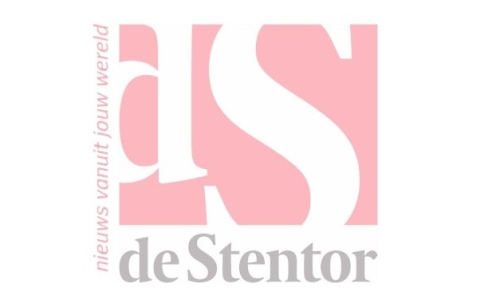 nieuws vanuit jouw wereld
dS
de Stentor